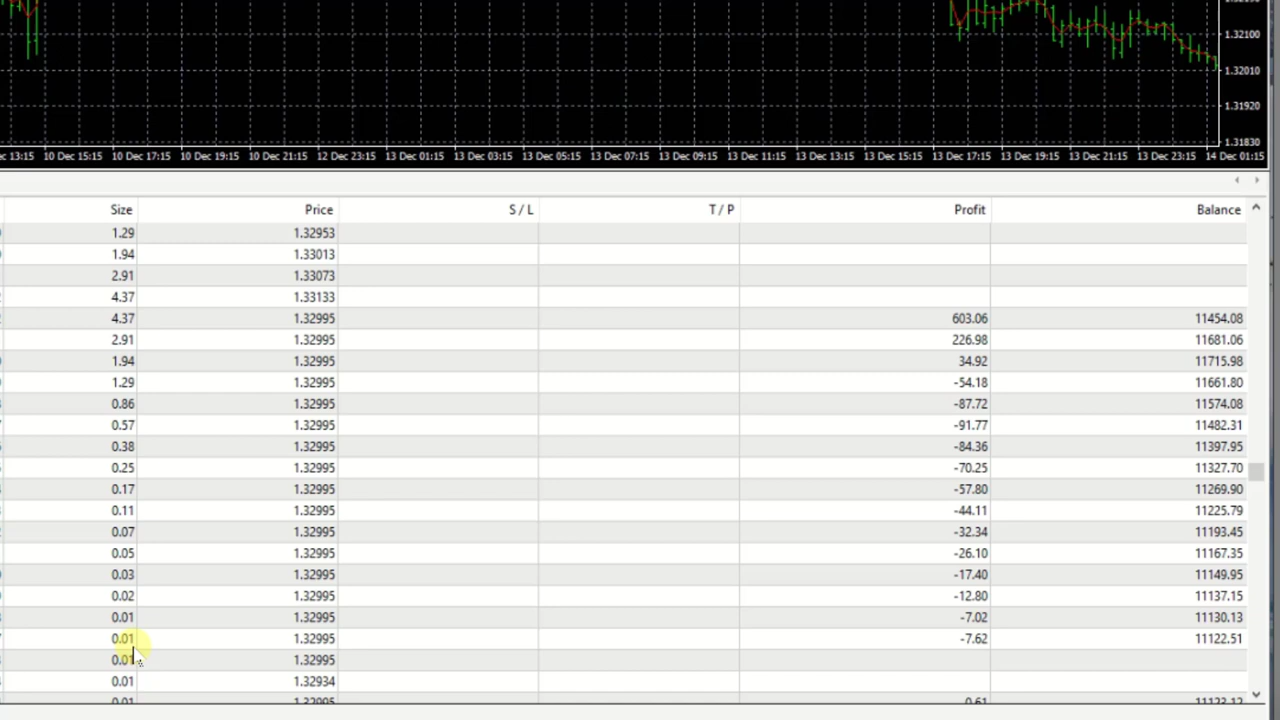 1.32100
1.32010
1.31920
1.31830
13:15 10 Dec 15:15 10 Dec 17:15 10 Dec 19:15 10 Dec 21:15 12 Dec 23:15 13 Dec 01:15 13 Dec 03:15 13 Dec 05:15 13 Dec 07:15 13 Dec 09:15 13 Dec 11:15 13 Dec 13:15 13 Dec 15:15 13 Dec 17:15 13 Dec 19:15 13 Dec 21:15 13 Dec 23:15 14 Dec 01:15
Size Price S / L T / P Profit Balance
1.29 1.32953
1.94 1.33013
2.91 1.33073
4.37 1.33133
4.37 1.32995 603.06 11454.08
2.91 1.32995 226.98 11681.06
1.94 1.32995 34.92 11715.98
1.29 1.32995 -54.18 11661.80
0.86 1.32995 -87.72 11574.08
0.57 1.32995 -91.77 11482.31
0.38 1.32995 -84.36 11397.95
0.25 1.32995 -70.25 11327.70
0.17 1.32995 -57.80 11269.90
0.11 1.32995 -44.11 11225.79
0.07 1.32995 -32.34 11193.45
0.05 1.32995 -26.10 11167.35
0.03 1.32995 -17.40 11149.95
0.02 1.32995 -12.80 11137.15
0.01 1.32995 -7.02 11130.13
0.01 1.32995 -7.62 11122.51
0.01 1.32995
0.01 1.32934
0.01 1.32995 0.61 11123.12